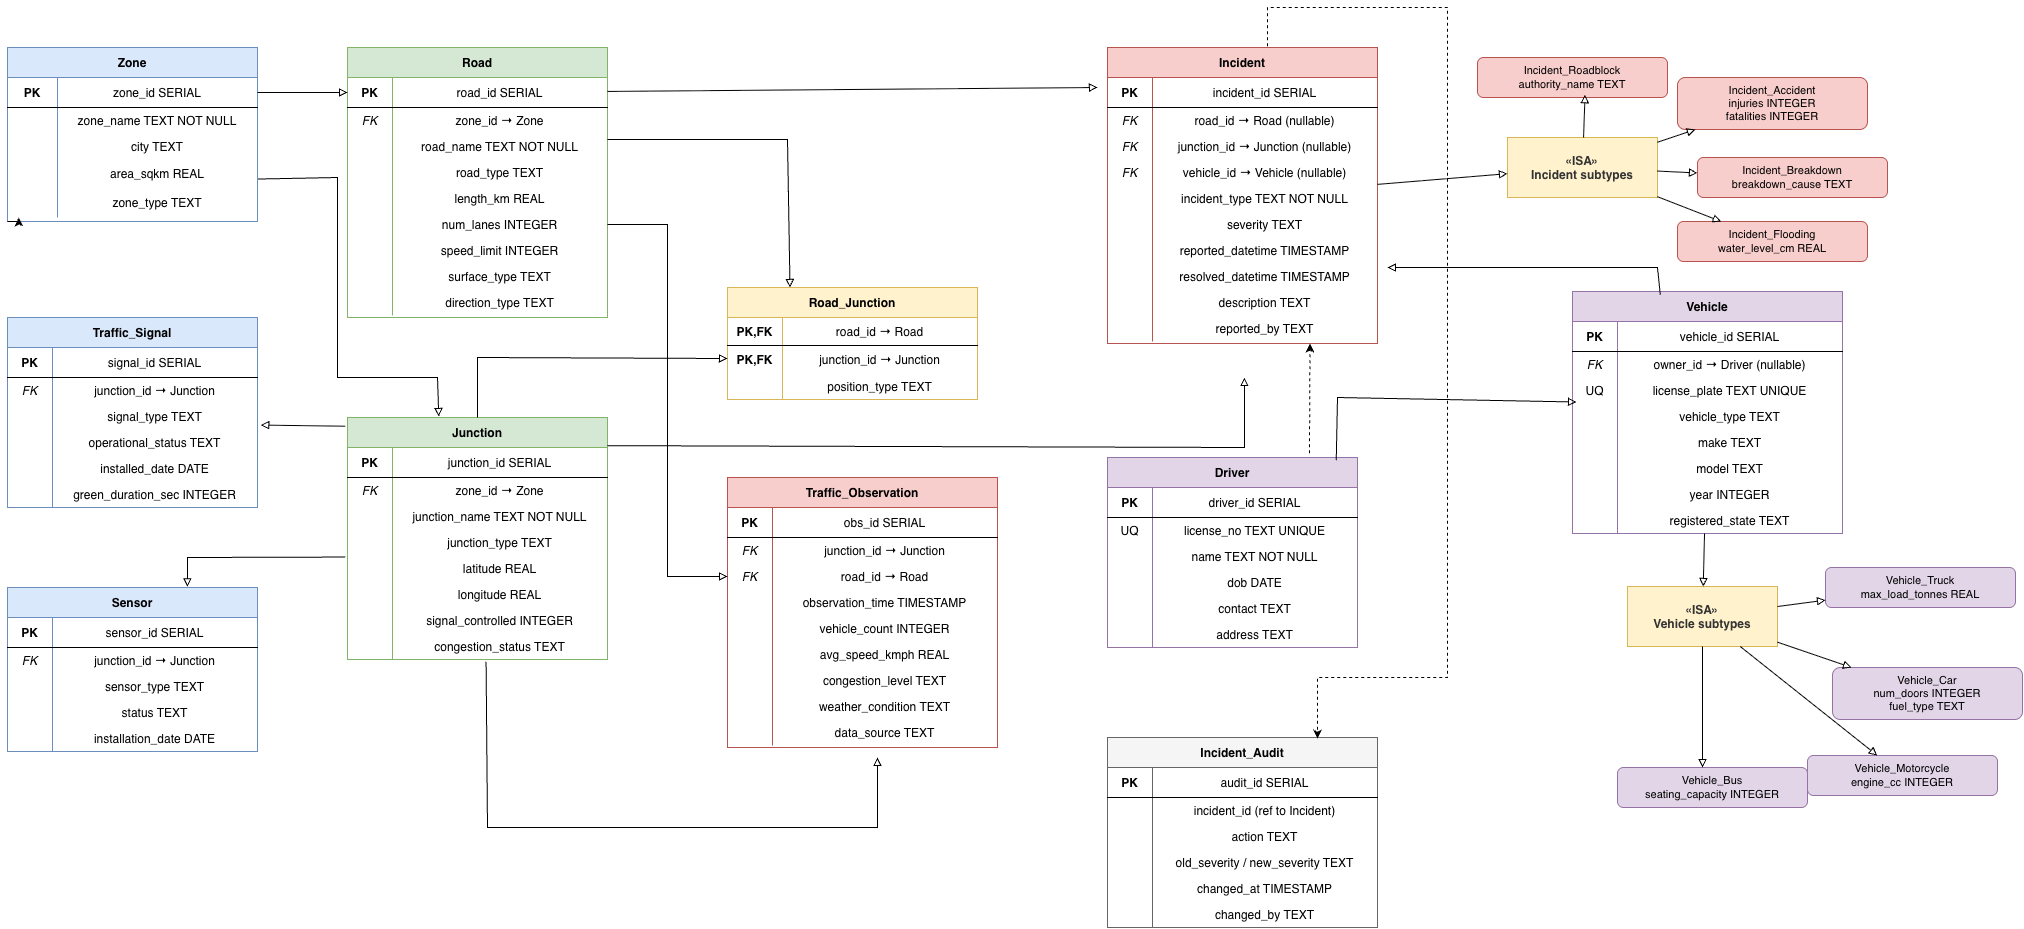 Zone
PK zone_id SERIAL
zone_name TEXT NOT NULL
city TEXT
area_sqkm REAL
zone_type TEXT
Road
PK road_id SERIAL
FK zone_id → Zone
road_name TEXT NOT NULL
road_type TEXT
length_km REAL
num_lanes INTEGER
speed_limit INTEGER
surface_type TEXT
direction_type TEXT
Incident
PK incident_id SERIAL
FK road_id → Road (nullable)
FK junction_id → Junction (nullable)
FK vehicle_id → Vehicle (nullable)
incident_type TEXT NOT NULL
severity TEXT
reported_datetime TIMESTAMP
resolved_datetime TIMESTAMP
description TEXT
reported_by TEXT
Incident_Roadblock
authority_name TEXT
Incident_Accident
injuries INTEGER
fatalities INTEGER
«ISA»
Incident subtypes
Incident_Breakdown
breakdown_cause TEXT
Incident_Flooding
water_level_cm REAL
Traffic_Signal
PK signal_id SERIAL
FK junction_id → Junction
signal_type TEXT
operational_status TEXT
installed_date DATE
green_duration_sec INTEGER
Road_Junction
PK,FK road_id → Road
PK,FK junction_id → Junction
position_type TEXT
Vehicle
PK vehicle_id SERIAL
FK owner_id → Driver (nullable)
UQ license_plate TEXT UNIQUE
vehicle_type TEXT
make TEXT
model TEXT
year INTEGER
registered_state TEXT
Junction
PK junction_id SERIAL
FK zone_id → Zone
junction_name TEXT NOT NULL
junction_type TEXT
latitude REAL
longitude REAL
signal_controlled INTEGER
congestion_status TEXT
Traffic_Observation
PK obs_id SERIAL
FK junction_id → Junction
FK road_id → Road
observation_time TIMESTAMP
vehicle_count INTEGER
avg_speed_kmph REAL
congestion_level TEXT
weather_condition TEXT
data_source TEXT
Driver
PK driver_id SERIAL
UQ license_no TEXT UNIQUE
name TEXT NOT NULL
dob DATE
contact TEXT
address TEXT
Sensor
PK sensor_id SERIAL
FK junction_id → Junction
sensor_type TEXT
status TEXT
installation_date DATE
«ISA»
Vehicle subtypes
Vehicle_Truck
max_load_tonnes REAL
Vehicle_Car
num_doors INTEGER
fuel_type TEXT
Vehicle_Motorcycle
engine_cc INTEGER
Vehicle_Bus
seating_capacity INTEGER
Incident_Audit
PK audit_id SERIAL
incident_id (ref to Incident)
action TEXT
old_severity / new_severity TEXT
changed_at TIMESTAMP
changed_by TEXT